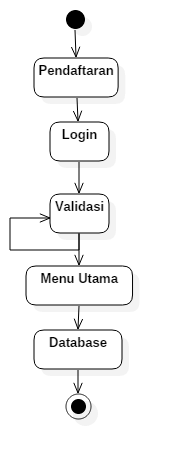 Pendaftaran
Login
Validasi
Menu Utama
Database